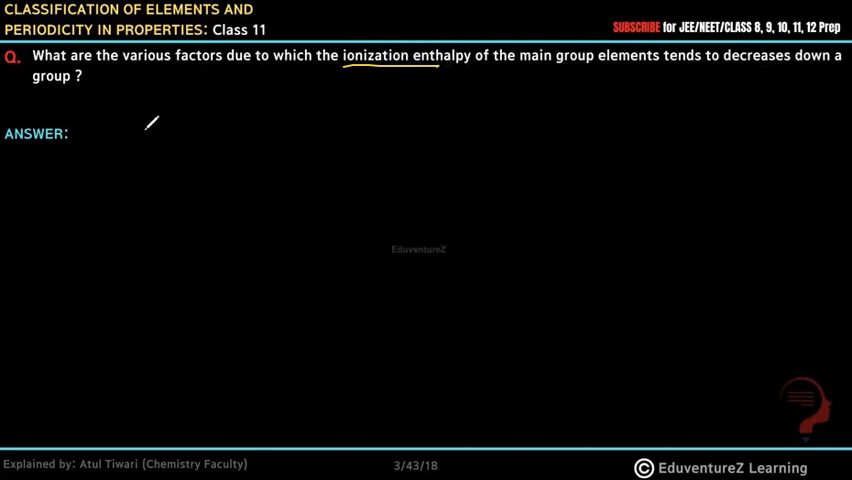 CLASSIFICATION OF ELEMENTS AND
PERIODICITY IN PROPERTIES: Class 11
SUBSCRIBE for JEE/NEET/CLASS 8, 9, 10, 11, 12 Prep
Q. What are the various factors due to which the ionization enthalpy of the main group elements tends to decreases down a
group ?
ANSWER:
EduventureZ
Explained by: Atul Tiwari (Chemistry Faculty)
3/43/18
© EduventureZ Learning